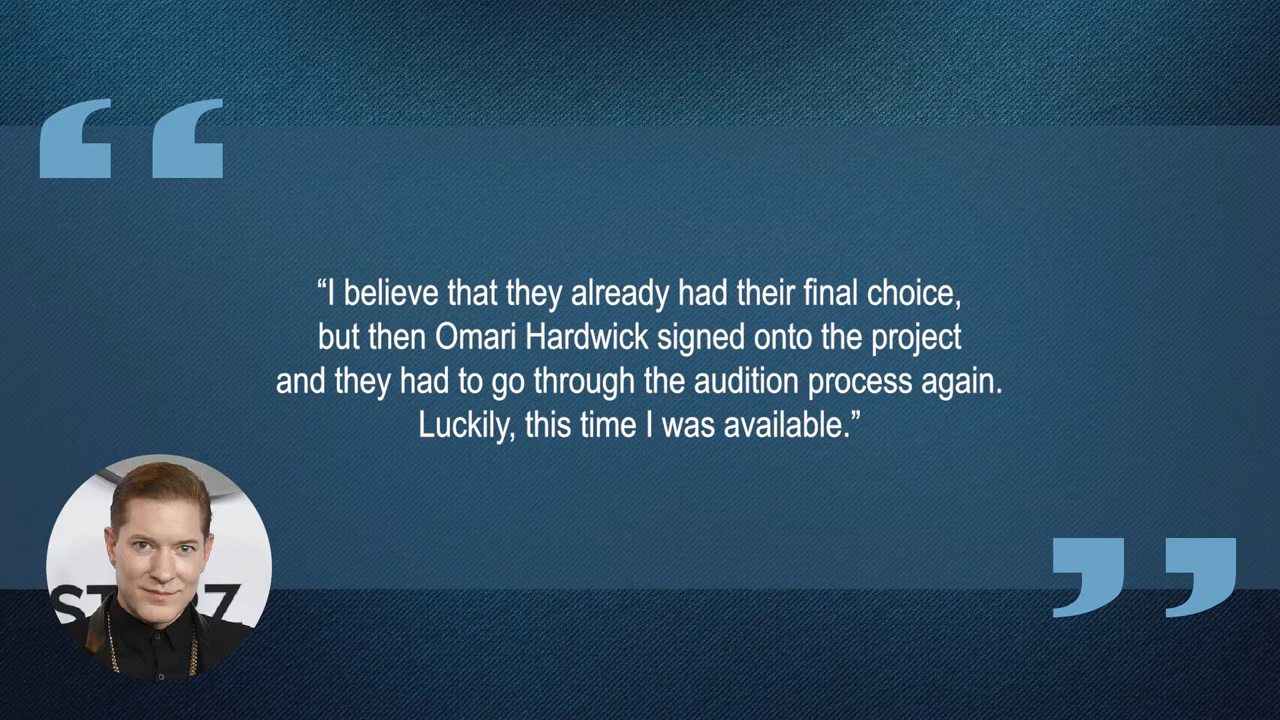 “I believe that they already had their final choice,
but then Omari Hardwick signed onto the project
and they had to go through the audition process again.
Luckily, this time I was available.”
ST Z